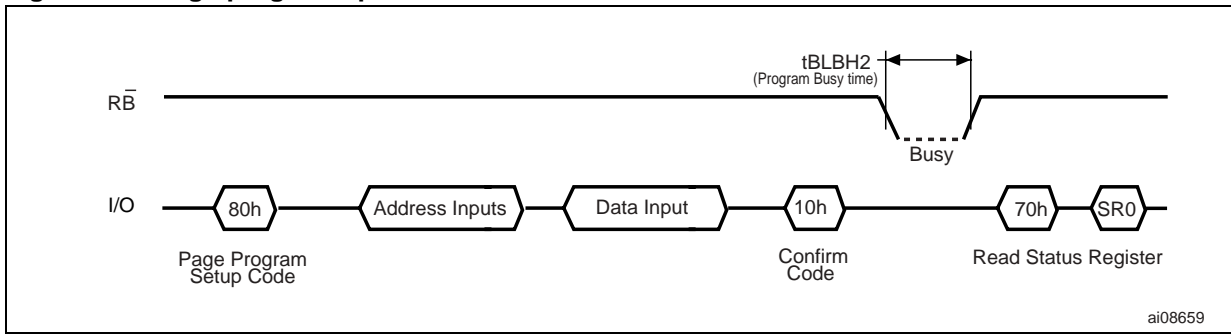 tBLBH2
(Program Busy time)
RB̅
Busy
I/O
80h
Address Inputs
Data Input
10h
70h
SR0
Page Program
Setup Code
Confirm
Code
Read Status Register
ai08659